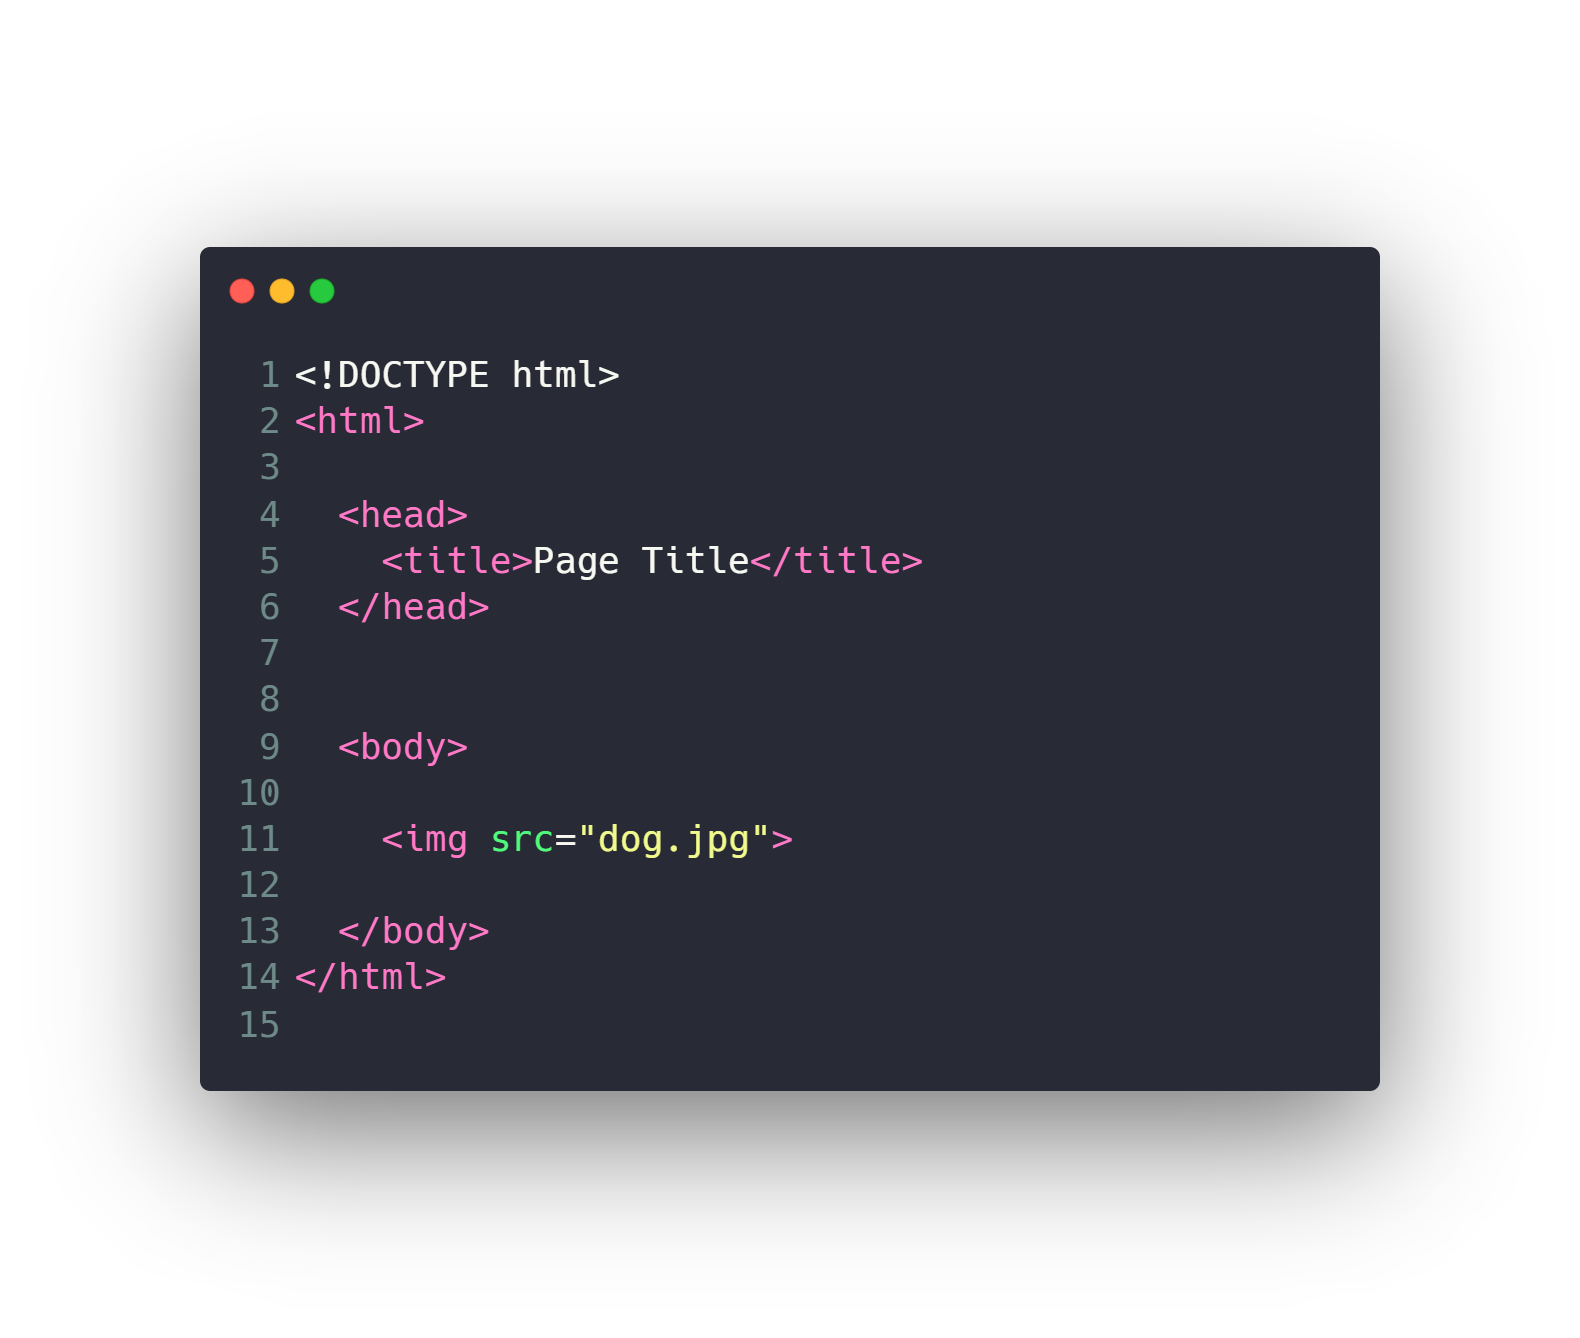 1 <!DOCTYPE html>
2 <html>
3
4   <head>
5     <title>Page Title</title>
6   </head>
7
8
9   <body>
10
11     <img src="dog.jpg">
12
13   </body>
14 </html>
15